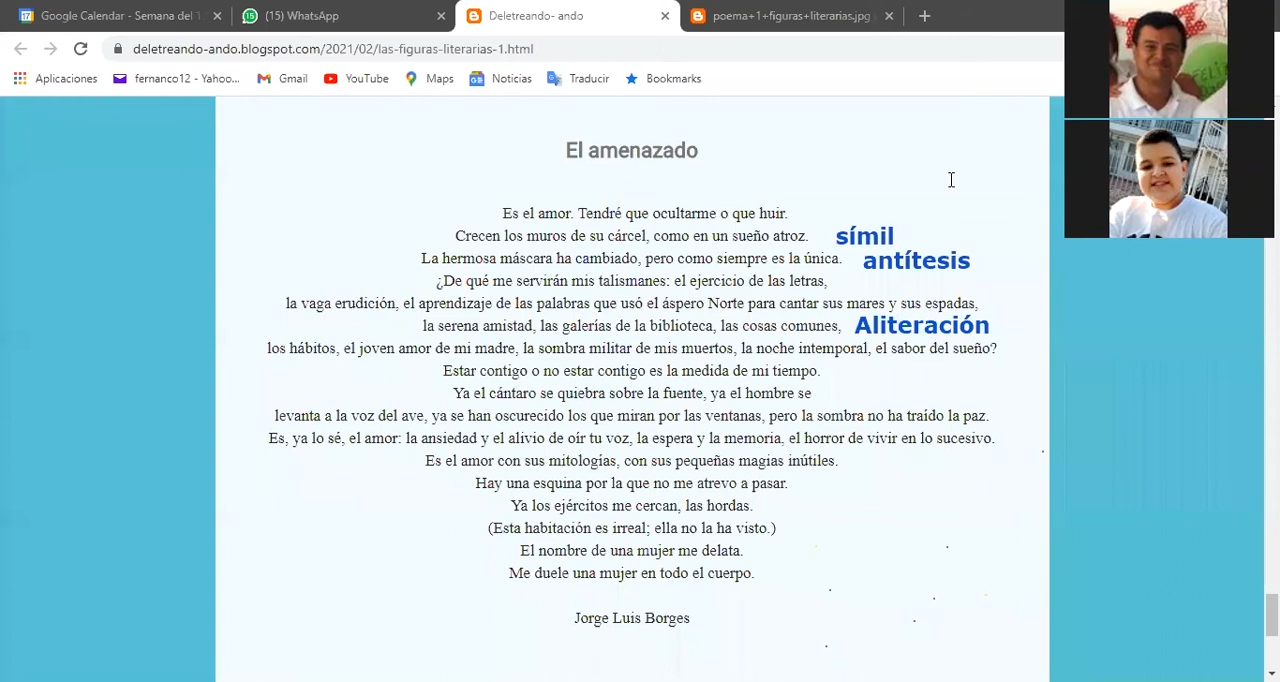 Google Calendar - Semana del 1
(15) WhatsApp
Deletreando- ando
poema+1+figuras+literarias.jpg
deletreando-ando.blogspot.com/2021/02/las-figuras-literarias-1.html
Aplicaciones
fernanco12 - Yahoo...
Gmail
YouTube
Maps
Noticias
Traducir
Bookmarks
El amenazado
Es el amor. Tendré que ocultarme o que huir.
Crecen los muros de su cárcel, como en un sueño atroz. símil
La hermosa máscara ha cambiado, pero como siempre es la única. antítesis
¿De qué me servirán mis talismanes: el ejercicio de las letras,
la vaga erudición, el aprendizaje de las palabras que usó el áspero Norte para cantar sus mares y sus espadas,
la serena amistad, las galerías de la biblioteca, las cosas comunes, Aliteración
los hábitos, el joven amor de mi madre, la sombra militar de mis muertos, la noche intemporal, el sabor del sueño?
Estar contigo o no estar contigo es la medida de mi tiempo.
Ya el cántaro se quiebra sobre la fuente, ya el hombre se
levanta a la voz del ave, ya se han oscurecido los que miran por las ventanas, pero la sombra no ha traído la paz.
Es, ya lo sé, el amor: la ansiedad y el alivio de oír tu voz, la espera y la memoria, el horror de vivir en lo sucesivo.
Es el amor con sus mitologías, con sus pequeñas magias inútiles.
Hay una esquina por la que no me atrevo a pasar.
Ya los ejércitos me cercan, las hordas.
(Esta habitación es irreal; ella no la ha visto.)
El nombre de una mujer me delata.
Me duele una mujer en todo el cuerpo.
Jorge Luis Borges